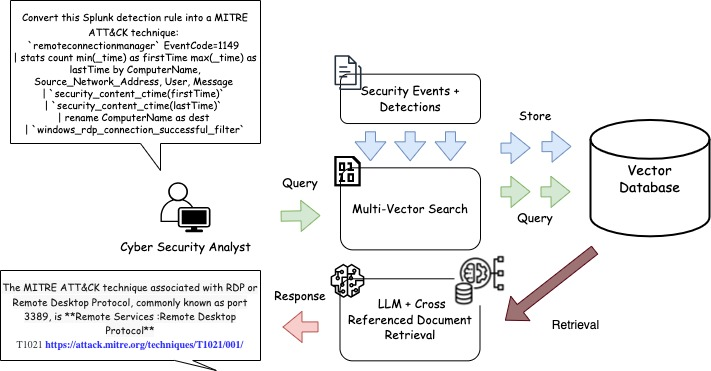 Convert this Splunk detection rule into a MITRE
ATT&CK technique:
`remoteconnectionmanager` EventCode=1149
| stats count min(_time) as firstTime max(_time) as
lastTime by ComputerName,
Source_Network_Address, User, Message
| `security_content_ctime(firstTime)`
| `security_content_ctime(lastTime)`
| rename ComputerName as dest
| `windows_rdp_connection_successful_filter`
Security Events +
Detections
Store
Vector
Database
Query
Multi-Vector Search
Query
Cyber Security Analyst
The MITRE ATT&CK technique associated with RDP or
Remote Desktop Protocol, commonly known as port
3389, is **Remote Services :Remote Desktop
Protocol**
T1021 https://attack.mitre.org/techniques/T1021/001/
Response
LLM + Cross
Referenced Document
Retrieval
Retrieval
01
10